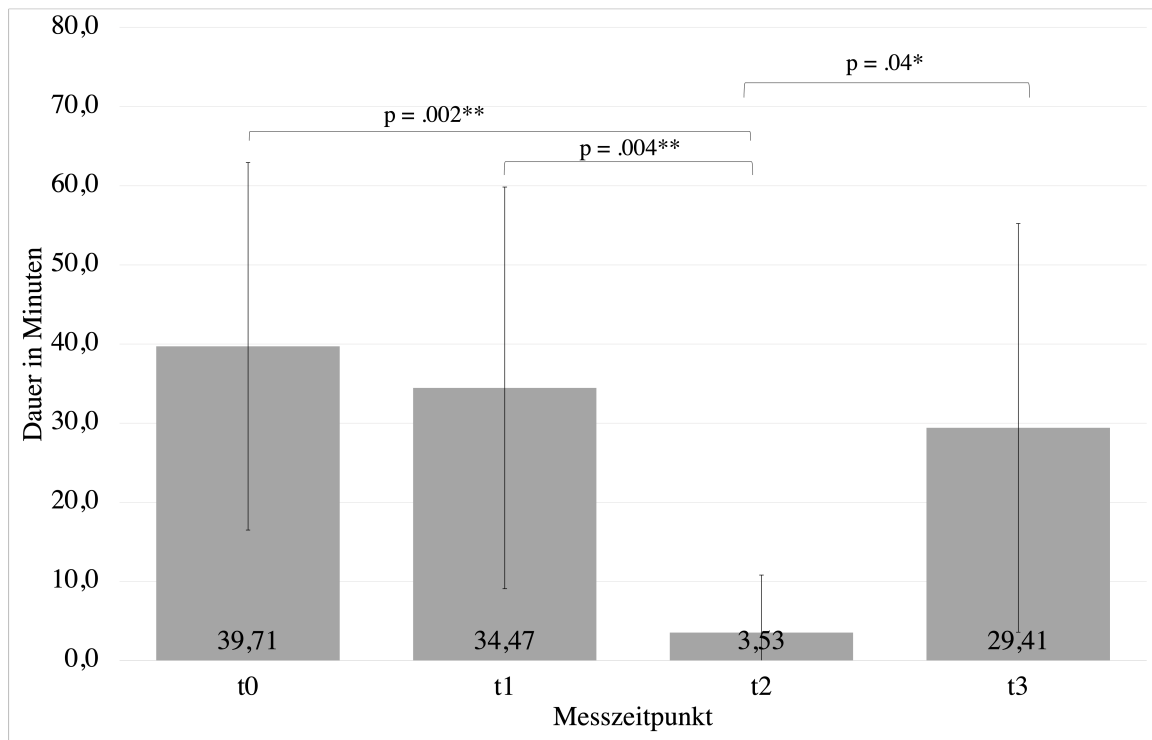 80,0
p = .04*
70,0
p = .002**
p = .004**
60,0
50,0
Dauer in Minuten
40,0
30,0
20,0
10,0
39,71 34,47 3,53 29,41
0,0
t0 t1 t2 t3
Messzeitpunkt